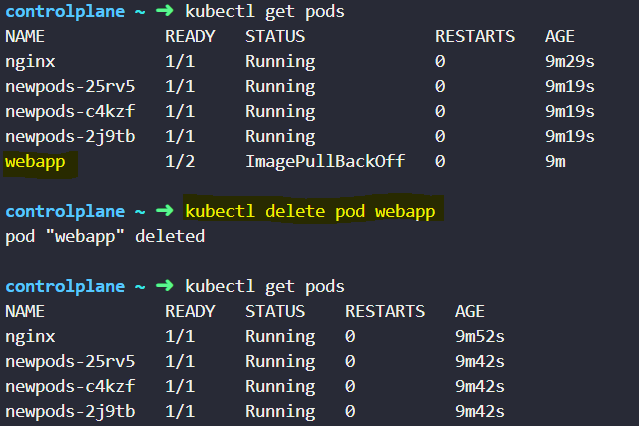 controlplane ~ ➜ kubectl get pods
NAME READY STATUS RESTARTS AGE
nginx 1/1 Running 0 9m29s
newpods-25rv5 1/1 Running 0 9m19s
newpods-c4kzf 1/1 Running 0 9m19s
newpods-2j9tb 1/1 Running 0 9m19s
webapp 1/2 ImagePullBackOff 0 9m
controlplane ~ ➜ kubectl delete pod webapp
pod "webapp" deleted
controlplane ~ ➜ kubectl get pods
NAME READY STATUS RESTARTS AGE
nginx 1/1 Running 0 9m52s
newpods-25rv5 1/1 Running 0 9m42s
newpods-c4kzf 1/1 Running 0 9m42s
newpods-2j9tb 1/1 Running 0 9m42s